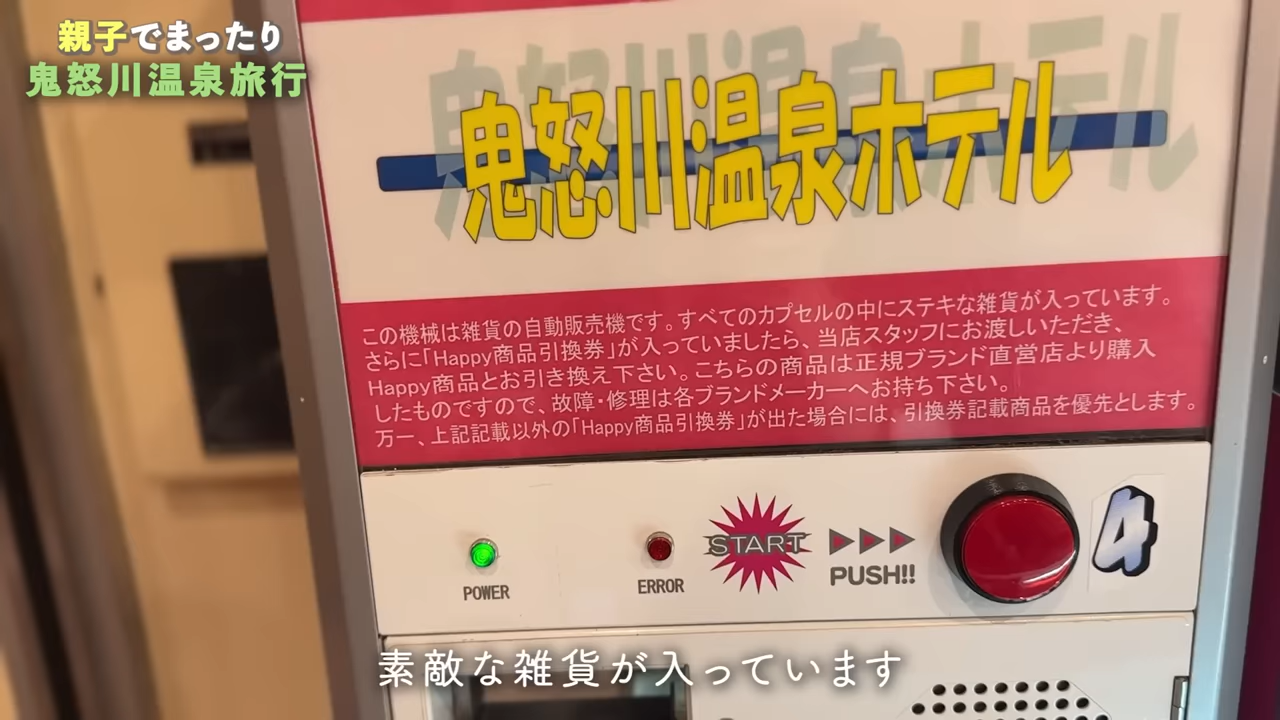 親子でまったり
鬼怒川温泉旅行
鬼怒川温泉ホテル
この機械は雑貨の自動販売機です。すべてのカプセルの中にステキな雑貨が入っています。
さらに「Happy商品引換券」が入っていましたら、当店スタッフにお渡しいただき、
Happy商品とお引き換え下さい。こちらの商品は正規ブランド直営店より購入
したものですので、故障・修理は各ブランドメーカーへお持ち下さい。
万一、上記記載以外の「Happy商品引換券」が出た場合には、引換券記載商品を優先とします。
START
PUSH!!
4
POWER
ERROR
素敵な雑貨が入っています